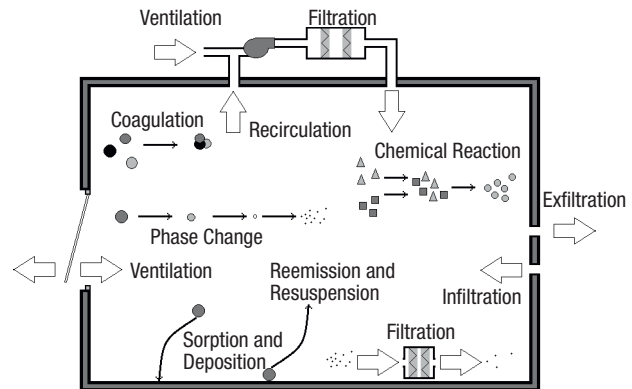 Ventilation
Filtration
Coagulation
Recirculation
Chemical Reaction
Exfiltration
Phase Change
Ventilation
Reemission and
Resuspension
Infiltration
Sorption and
Deposition
Filtration